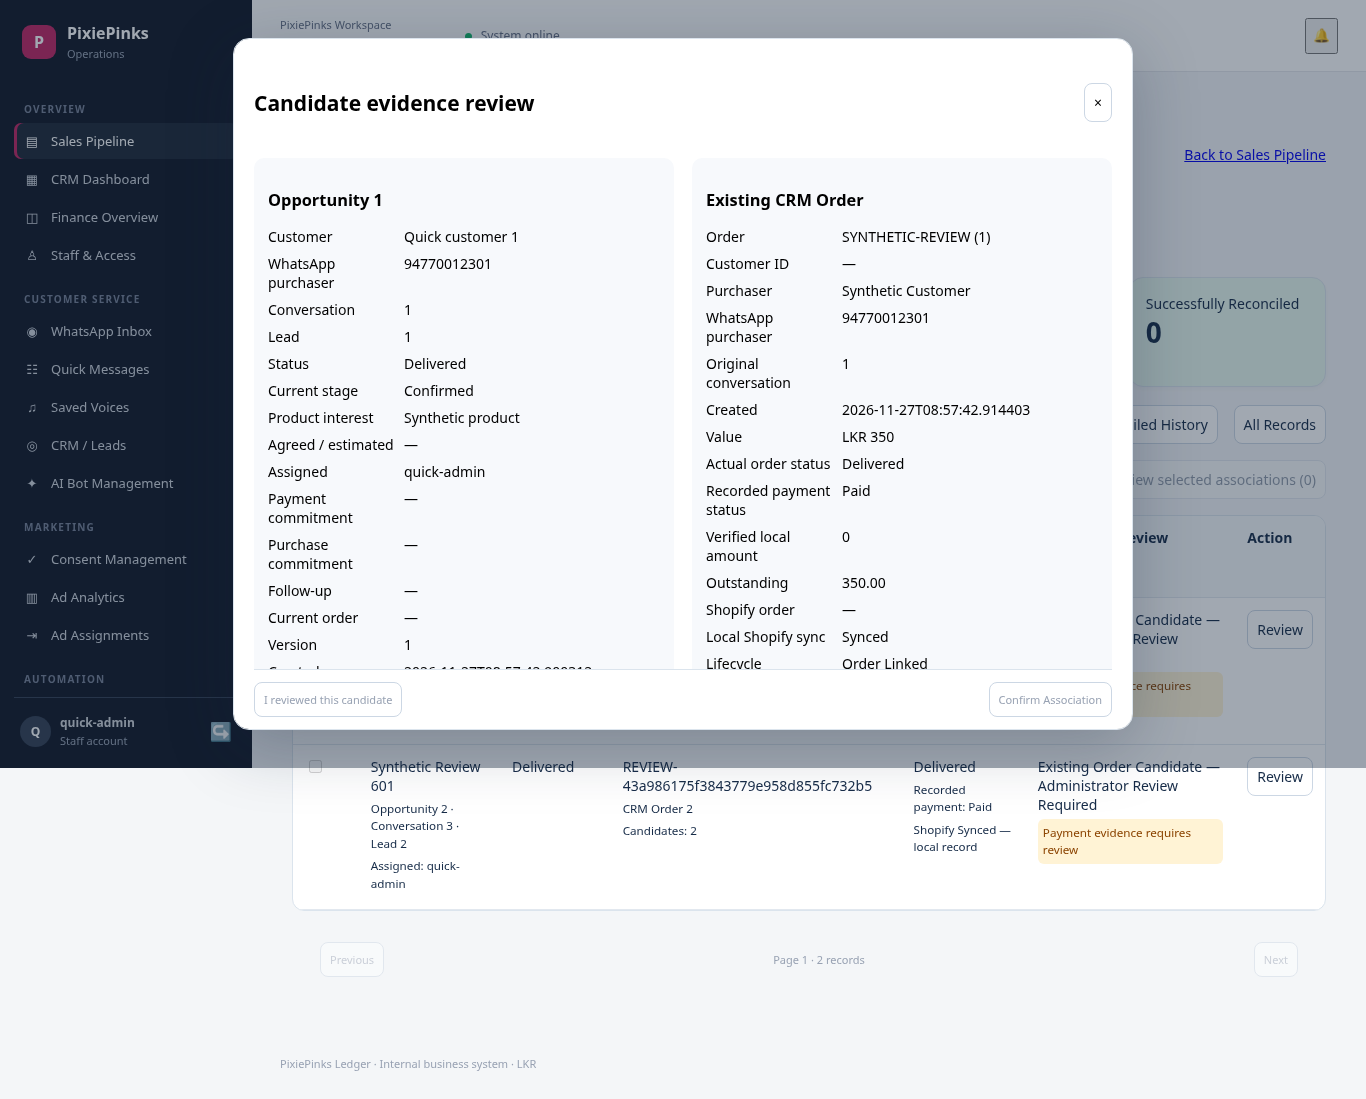 P
PixiePinks
Operations
OVERVIEW
Sales Pipeline
CRM Dashboard
Finance Overview
Staff & Access
CUSTOMER SERVICE
WhatsApp Inbox
Quick Messages
Saved Voices
CRM / Leads
AI Bot Management
MARKETING
Consent Management
Ad Analytics
Ad Assignments
AUTOMATION
Q
quick-admin
Staff account
PixiePinks Workspace
System online
Back to Sales Pipeline
Successfully Reconciled
0
History
All Records
selected associations (0)
Action
Candidate —
Review
Review
requires
Candidate evidence review
×
Opportunity 1
Customer Quick customer 1
WhatsApp purchaser 94770012301
Conversation 1
Lead 1
Status Delivered
Current stage Confirmed
Product interest Synthetic product
Agreed / estimated —
Assigned quick-admin
Payment commitment —
Purchase commitment —
Follow-up —
Current order —
Version 1
Existing CRM Order
Order SYNTHETIC-REVIEW (1)
Customer ID —
Purchaser Synthetic Customer
WhatsApp purchaser 94770012301
Original conversation 1
Created 2026-11-27T08:57:42.914403
Value LKR 350
Actual order status Delivered
Recorded payment status Paid
Verified local amount 0
Outstanding 350.00
Shopify order —
Local Shopify sync Synced
Lifecycle Order Linked
I reviewed this candidate
Confirm Association
Synthetic Review 601
Opportunity 2 · Conversation 3 · Lead 2
Assigned: quick-admin
Delivered
REVIEW-43a986175f3843779e958d855fc732b5
CRM Order 2
Candidates: 2
Delivered
Recorded payment: Paid
Shopify Synced — local record
Existing Order Candidate — Administrator Review Required
Payment evidence requires review
Review
Previous
Page 1 · 2 records
Next
PixiePinks Ledger · Internal business system · LKR